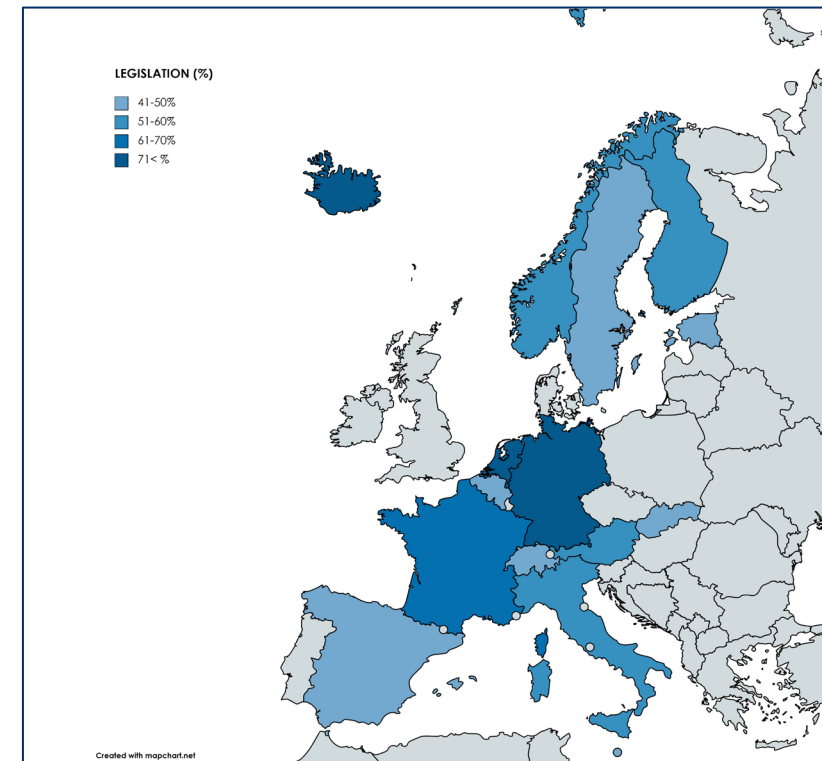 LEGISLATION (%)
41-50%
51-60%
61-70%
71< %
Created with mapchart.net